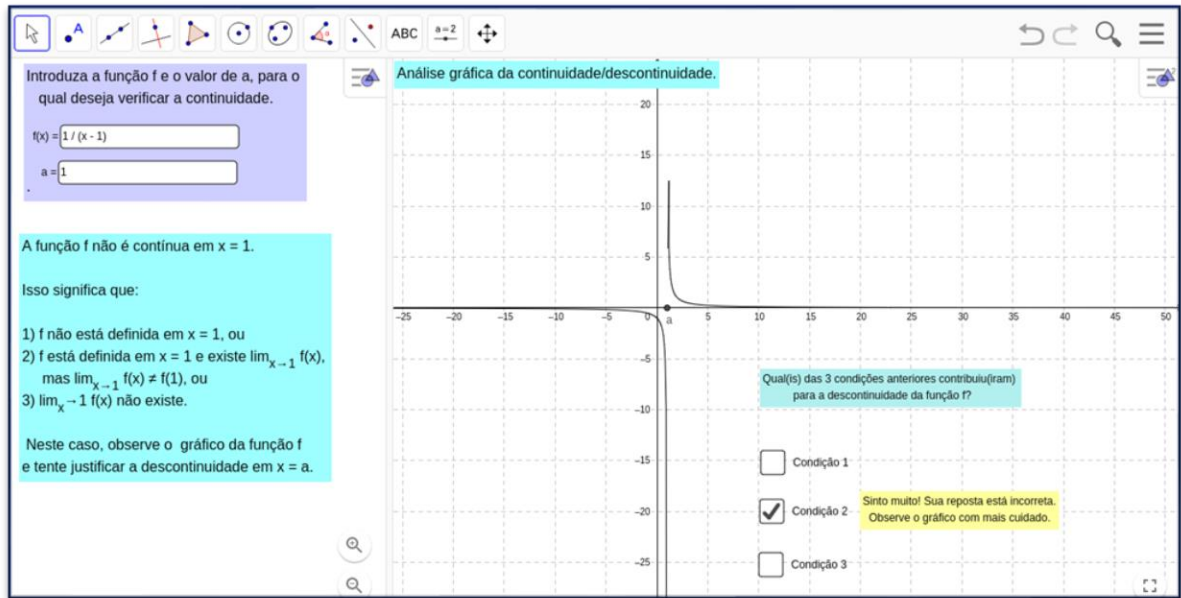 A
ABC
a=2
Introduza a função f e o valor de a, para o
qual deseja verificar a continuidade.
f(x) = 1 / (x - 1)
a = 1
.
A função f não é contínua em x = 1.
Isso significa que:
1) f não está definida em x = 1, ou
2) f está definida em x = 1 e existe lim x→1 f(x),
mas lim x→1 f(x) ≠ f(1), ou
3) lim x→1 f(x) não existe.
Neste caso, observe o gráfico da função f
e tente justificar a descontinuidade em x = a.
Análise gráfica da continuidade/descontinuidade.
20
15
10
5
–25 –20 –15 –10 –5 0 a 5 10 15 20 25 30 35 40 45 50
–5
–10
–15
–20
–25
Qual(is) das 3 condições anteriores contribuiu(iram)
para a descontinuidade da função f?
Condição 1
Condição 2
Sinto muito! Sua reposta está incorreta.
Observe o gráfico com mais cuidado.
Condição 3